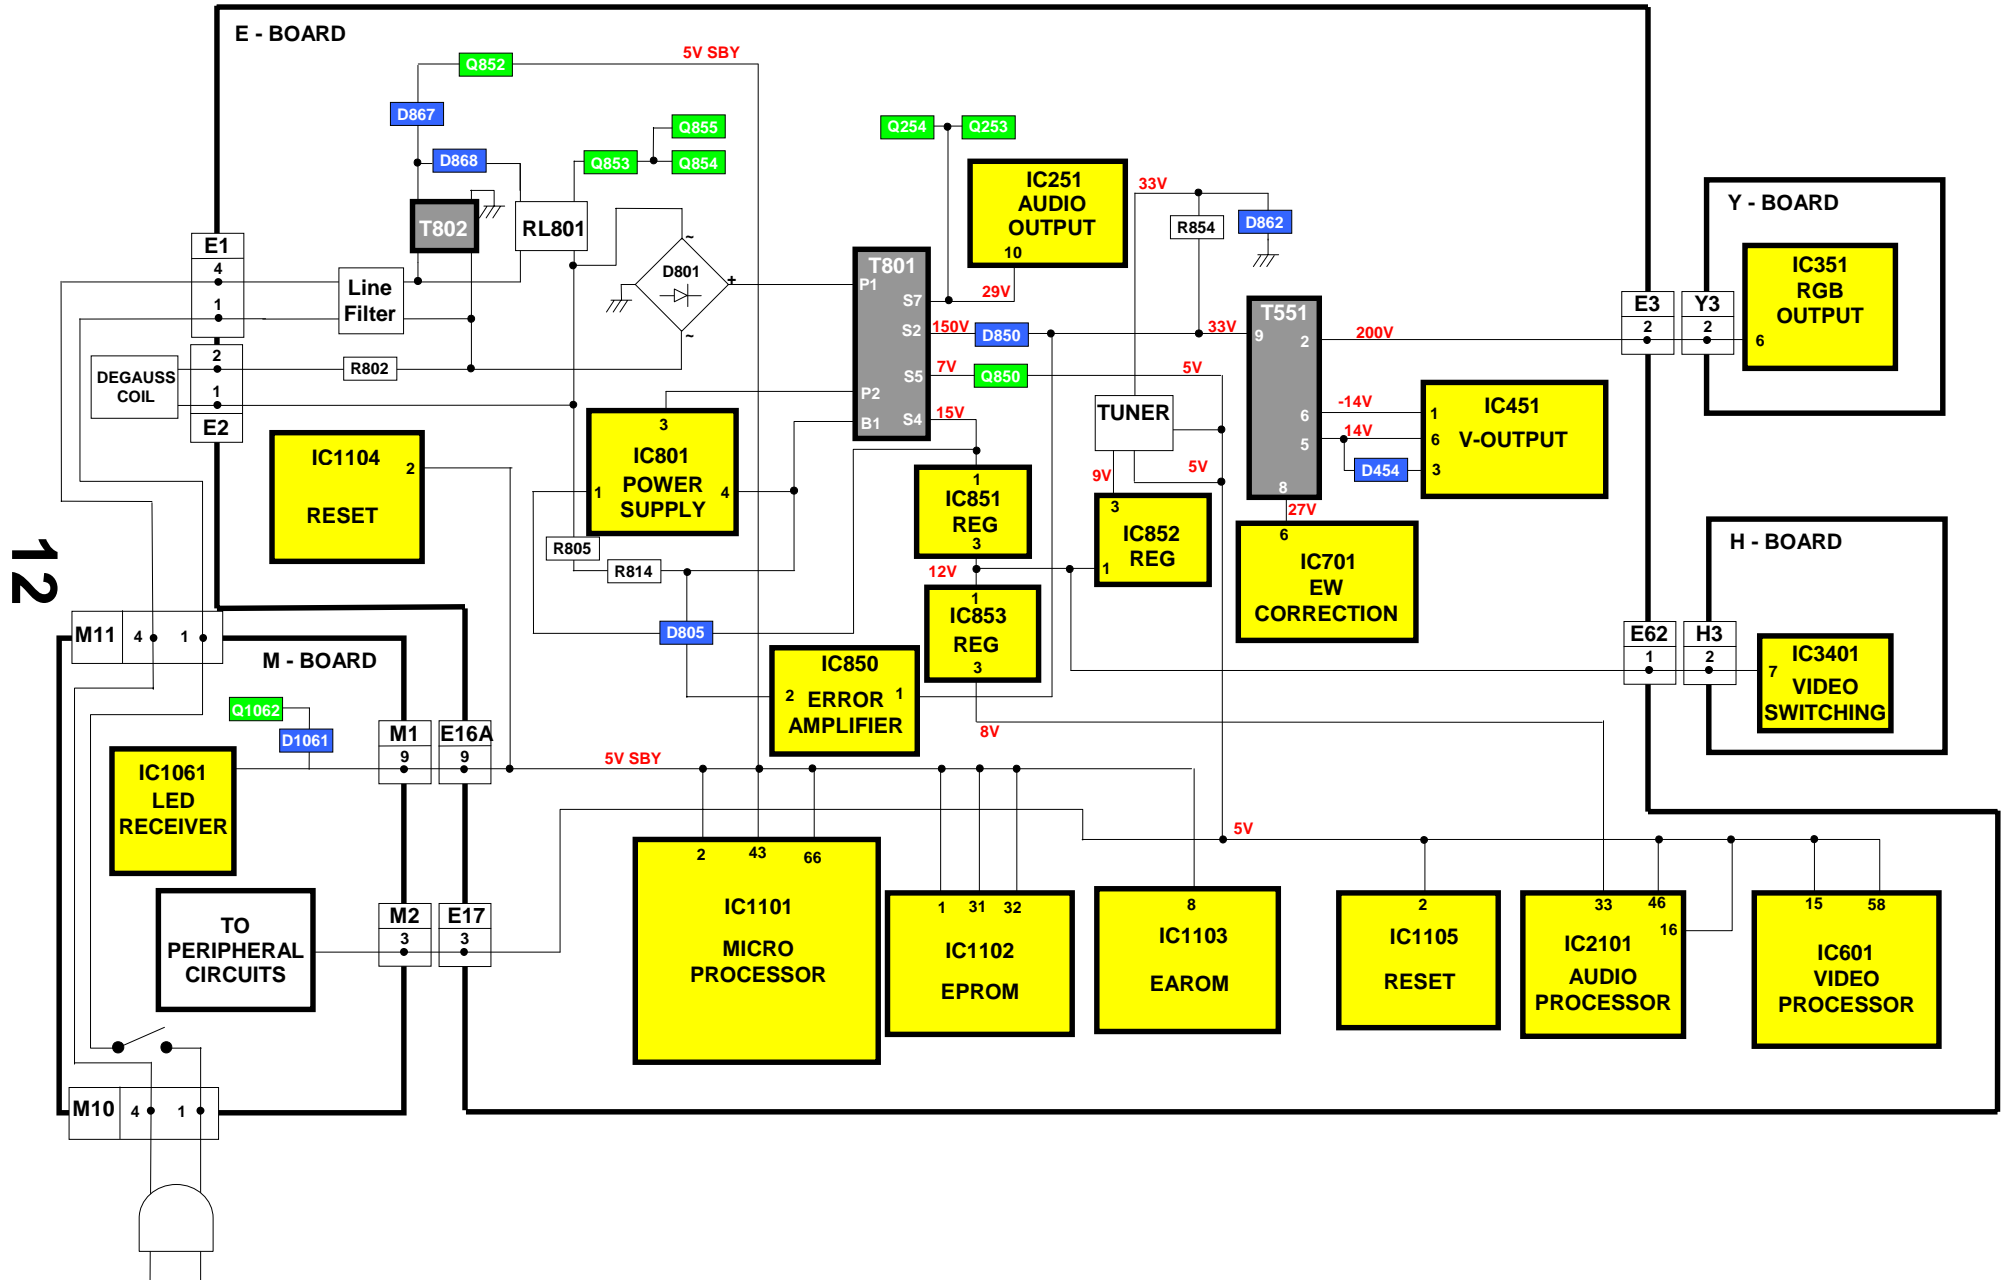 E - BOARD
Q852
5V SBY
D867
D868
Q855
Q853
Q854
T802
RL801
Q254
Q253
IC251
AUDIO
OUTPUT
10
33V
R854
D862
Y - BOARD
IC351
RGB
OUTPUT
6
E1
4
1
Line
Filter
~
D801
+
~
T801
P1
S7
S2
S5
P2
S4
B1
29V
150V
D850
33V
7V
Q850
5V
15V
T551
9
2
6
5
8
200V
E3
2
Y3
2
2
1
E2
DEGAUSS
COIL
R802
-14V
14V
D454
1
6
3
IC451
V-OUTPUT
TUNER
9V
5V
27V
IC1104
2
RESET
3
IC801
POWER
SUPPLY
1
4
R805
R814
D805
1
IC851
REG
3
12V
1
IC853
REG
3
8V
3
IC852
REG
1
6
IC701
EW
CORRECTION
H - BOARD
E62
1
H3
2
IC3401
7
VIDEO
SWITCHING
12
M11
4
1
M - BOARD
IC850
2
ERROR
1
AMPLIFIER
Q1062
D1061
M1
9
E16A
9
5V SBY
IC1061
LED
RECEIVER
5V
TO
PERIPHERAL
CIRCUITS
M2
3
E17
3
2
43
66
IC1101
MICRO
PROCESSOR
1
31
32
IC1102
EPROM
8
IC1103
EAROM
2
IC1105
RESET
33
46
16
IC2101
AUDIO
PROCESSOR
15
58
IC601
VIDEO
PROCESSOR
M10
4
1